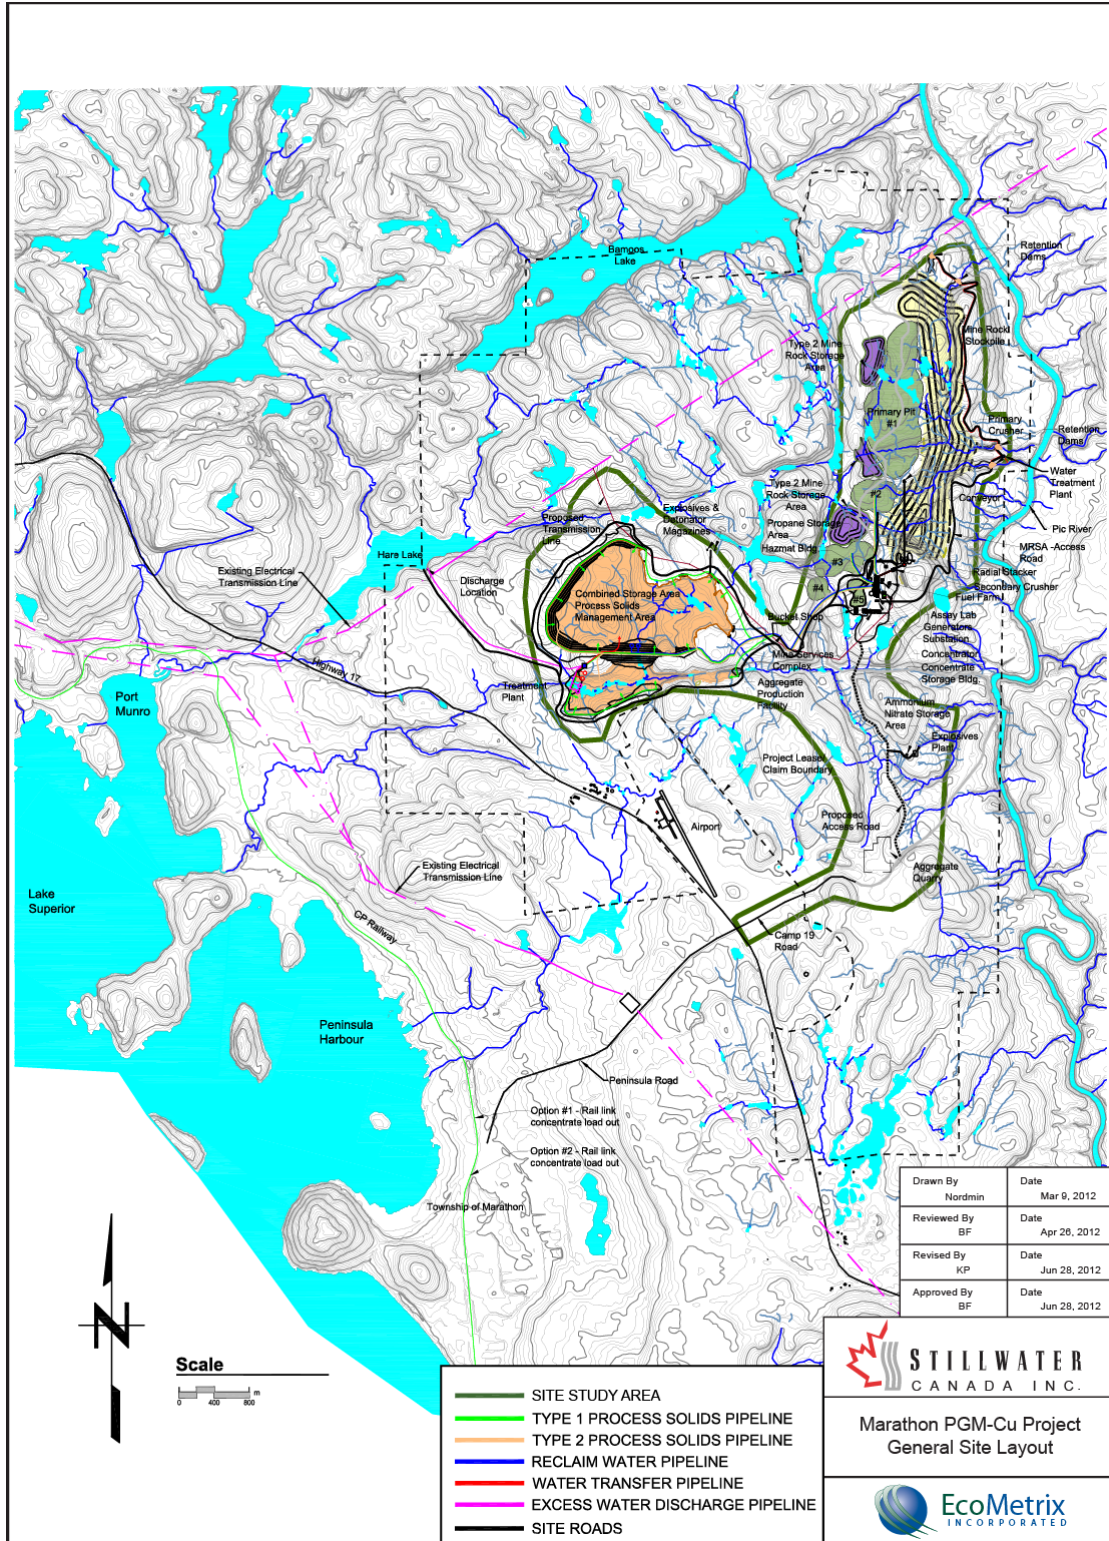 Bamoos
Lake
Retention
Dams
Mine Rock
Stockpile
Type 2 Mine
Rock Storage
Area
Primary Pit
#1
Primary
Crusher
Retention
Dams
Water
Treatment
Plant
Type 2 Mine
Rock Storage
Area
#2
Conveyor
Pic River
Propane Storage
Area
Hazmat Bldg.
MRSA -Access
Road
Explosives &
Detonator
Magazines
Proposed
Transmission
Line
Hare Lake
#3
Radial Stacker
Secondary Crusher
Fuel Farm
Existing Electrical
Transmission Line
Discharge
Location
Combined Storage Area
Process Solids
Management Area
#4
#5
Bucket Shop
Assay Lab
Generators
Substation
Concentrator
Concentrate
Storage Bldg.
Mine Services
Complex
Highway 17
Treatment
Plant
Aggregate
Production
Facility
Port
Munro
Ammonium
Nitrate Storage
Area
Explosives
Plant
Project Lease/
Claim Boundary
Airport
Proposed
Access Road
Existing Electrical
Transmission Line
Aggregate
Quarry
Lake
Superior
CP Railway
Camp 19
Road
Peninsula
Harbour
Peninsula Road
Option #1 - Rail link
concentrate load out
Option #2 - Rail link
concentrate load out
Township of Marathon
Drawn By
Nordmin
Date
Mar 9, 2012
Reviewed By
BF
Date
Apr 26, 2012
Revised By
KP
Date
Jun 28, 2012
Approved By
BF
Date
Jun 28, 2012
N
Scale
0 400 800 m
STILLWATER
CANADA INC.
SITE STUDY AREA
TYPE 1 PROCESS SOLIDS PIPELINE
TYPE 2 PROCESS SOLIDS PIPELINE
RECLAIM WATER PIPELINE
WATER TRANSFER PIPELINE
EXCESS WATER DISCHARGE PIPELINE
SITE ROADS
Marathon PGM-Cu Project
General Site Layout
EcoMetrix
INCORPORATED